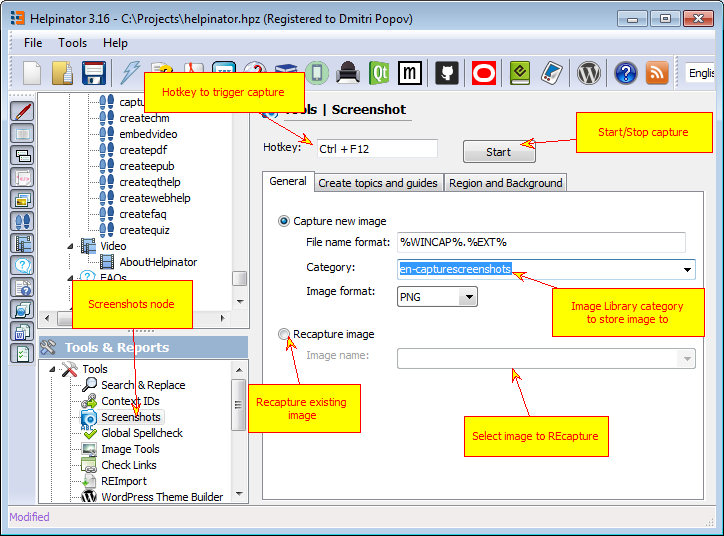 Helpinator 3.16 - C:\Projects\helpinator.hpz (Registered to Dmitri Popov)
File Tools Help
Qt m W ? Englis
Hotkey to trigger capture
captu
createchm
embedvideo
createpdf
createepub
createqthelp
createwebhelp
createfaq
createquiz
Video
AboutHelpinator
FAQs
Screenshots node
Tools & Reports
Tools
Search & Replace
Context IDs
Screenshots
Global Spellcheck
Image Tools
Check Links
REImport
WordPress Theme Builder
Tools | Screenshot
Hotkey: Ctrl + F12 Start
Start/Stop capture
General Create topics and guides Region and Background
Capture new image
File name format: %WINCAP%.%EXT%
Category: en-capturescreenshots
Image format: PNG
Image Library category
to store image to
Recapture image
Image name:
Recapture existing
image
Select image to REcapture
Modified